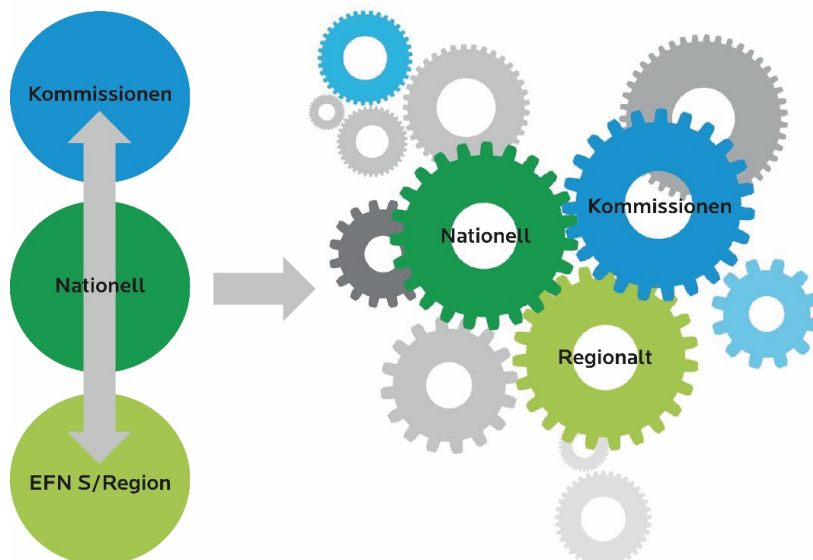 Kommissionen
Nationell
EFN S/Region
Nationell
Kommissionen
Regionalt